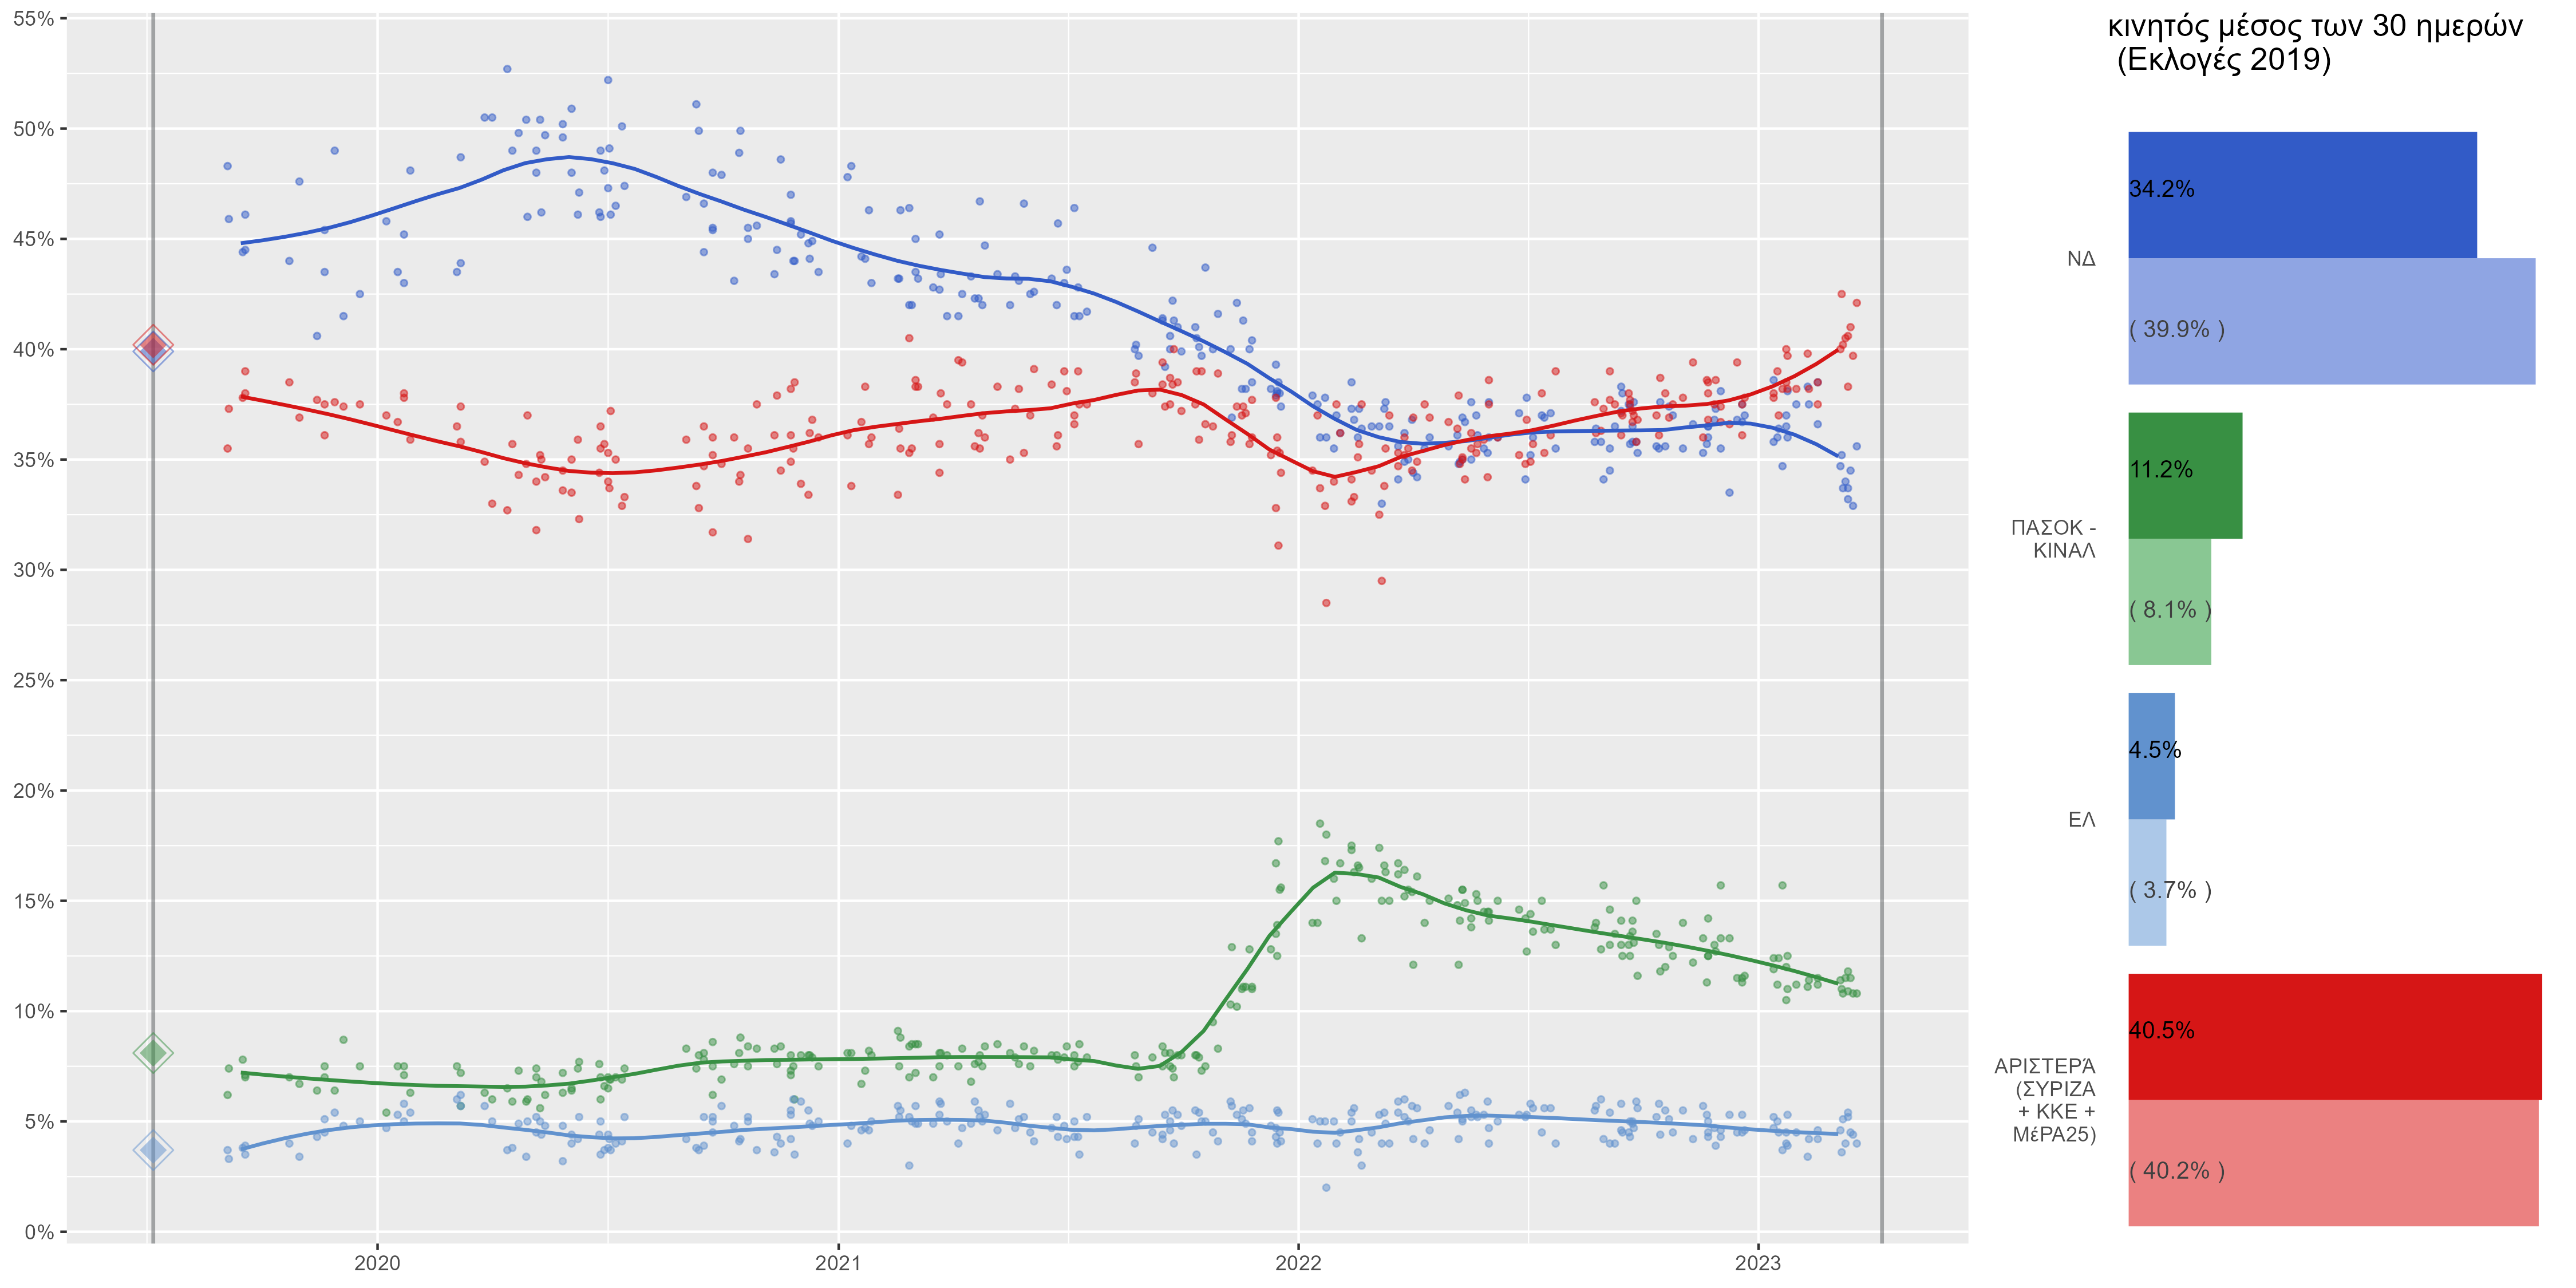 55%
50%
45%
40%
35%
30%
25%
20%
15%
10%
5%
0%
2020
2021
2022
2023
κινητός μέσος των 30 ημερών
(Εκλογές 2019)
ΝΔ
34.2%
( 39.9% )
ΠΑΣΟΚ -
ΚΙΝΑΛ
11.2%
( 8.1% )
ΕΛ
4.5%
( 3.7% )
ΑΡΙΣΤΕΡΆ
(ΣΥΡΙΖΑ
+ ΚΚΕ +
ΜέΡΑ25)
40.5%
( 40.2% )